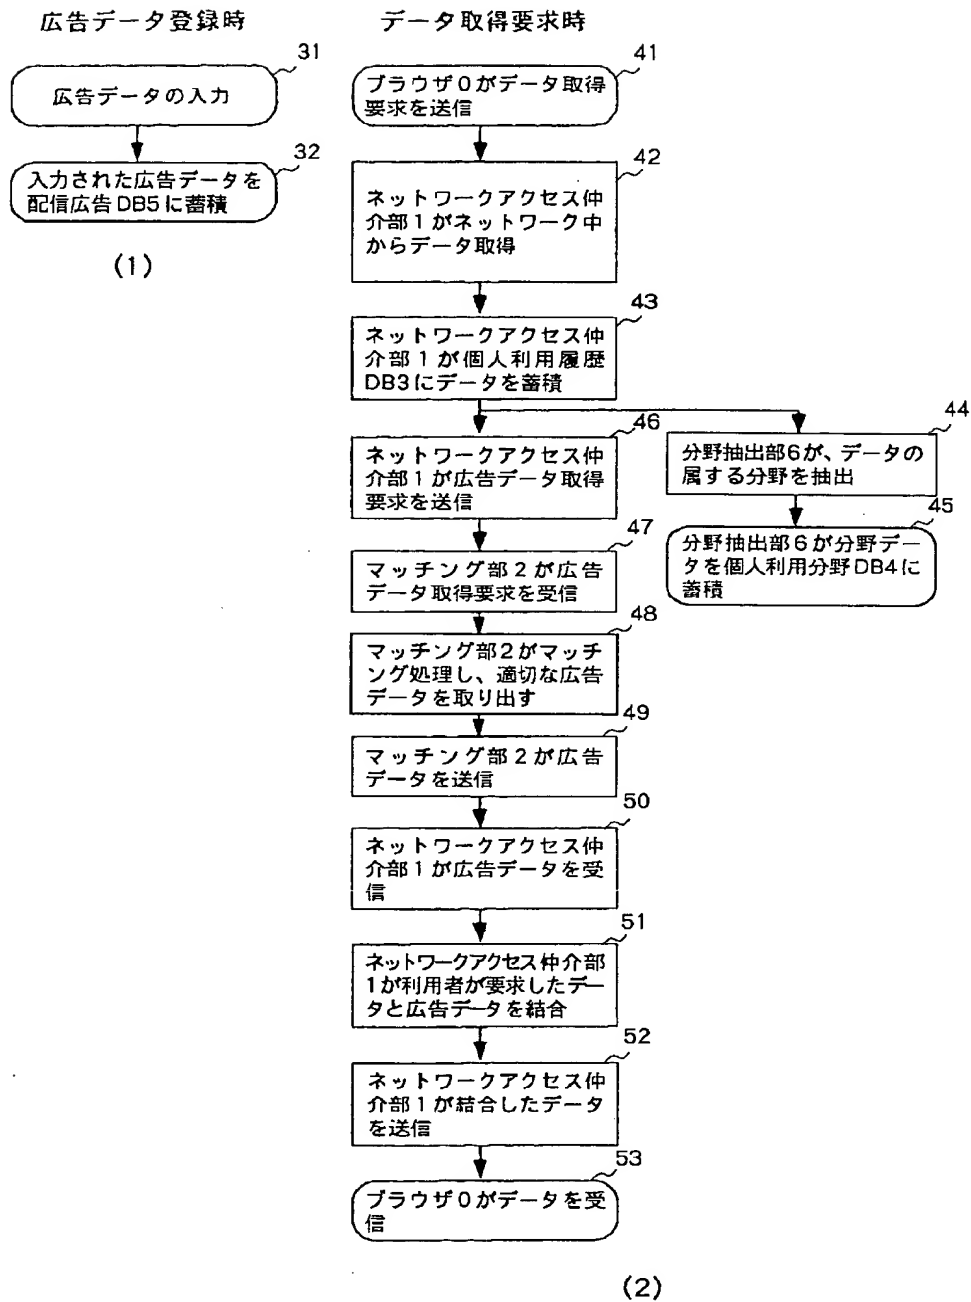 広告データ登録時
31
広告データの入力
32
入力された広告データを
配信広告DB5に蓄積
(1)
データ取得要求時
41
ブラウザ0がデータ取得
要求を送信
42
ネットワークアクセス仲
介部1がネットワーク中
からデータ取得
43
ネットワークアクセス仲
介部1が個人利用履歴
DB3にデータを蓄積
44
分野抽出部6が、データの
属する分野を抽出
45
分野抽出部6が分野デー
タを個人利用分野DB4に
蓄積
46
ネットワークアクセス仲
介部1が広告データ取得
要求を送信
47
マッチング部2が広告
データ取得要求を受信
48
マッチング部2がマッチ
ング処理し、適切な広告
データを取り出す
49
マッチング部2が広告
データを送信
50
ネットワークアクセス仲
介部1が広告データを受
信
51
ネットワークアクセス仲介部
1が利用者が要求したデー
タと広告データを結合
52
ネットワークアクセス仲
介部1が結合したデータ
を送信
53
ブラウザ0がデータを受
信
(2)